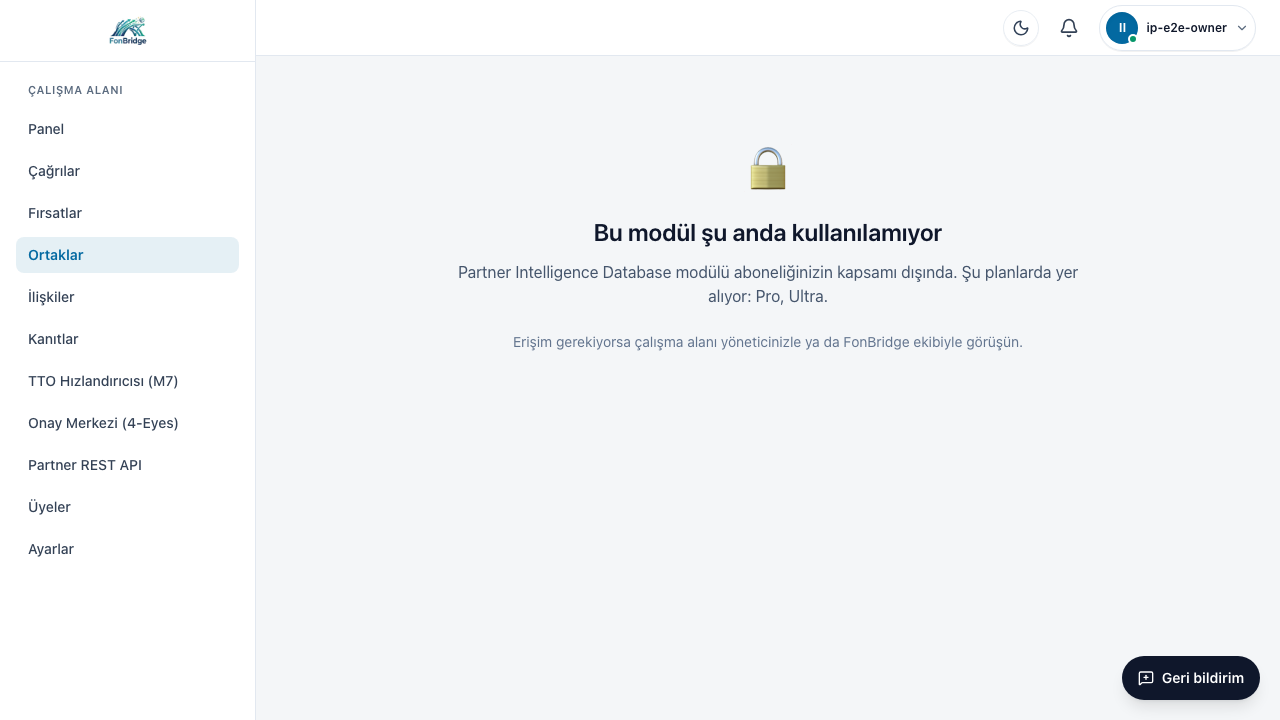 FonBridge
II
ip-e2e-owner
ÇALIŞMA ALANI
Panel
Çağrılar
Fırsatlar
Ortaklar
İlişkiler
Kanıtlar
TTO Hızlandırıcısı (M7)
Onay Merkezi (4-Eyes)
Partner REST API
Üyeler
Ayarlar
Bu modül şu anda kullanılamıyor
Partner Intelligence Database modülü aboneliğinizin kapsamı dışında. Şu planlarda yer
alıyor: Pro, Ultra.
Erişim gerekiyorsa çalışma alanı yöneticinizle ya da FonBridge ekibiyle görüşün.
Geri bildirim